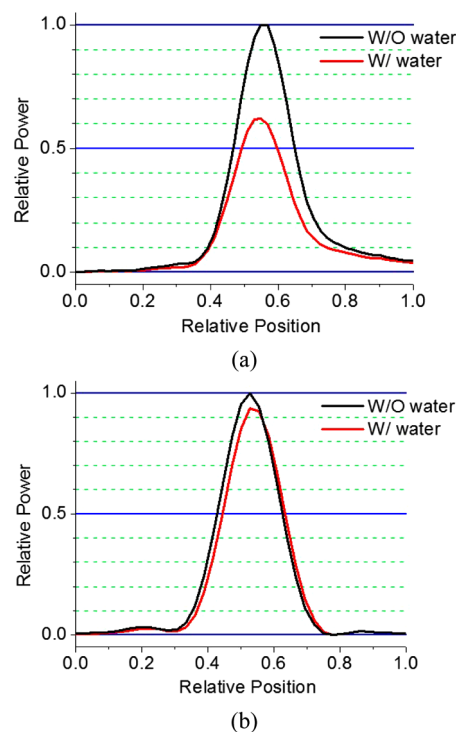 1.0
W/O water
W/ water
0.5
Relative Power
0.0
0.0 0.2 0.4 0.6 0.8 1.0
Relative Position
(a)
1.0
W/O water
W/ water
0.5
Relative Power
0.0
0.0 0.2 0.4 0.6 0.8 1.0
Relative Position
(b)